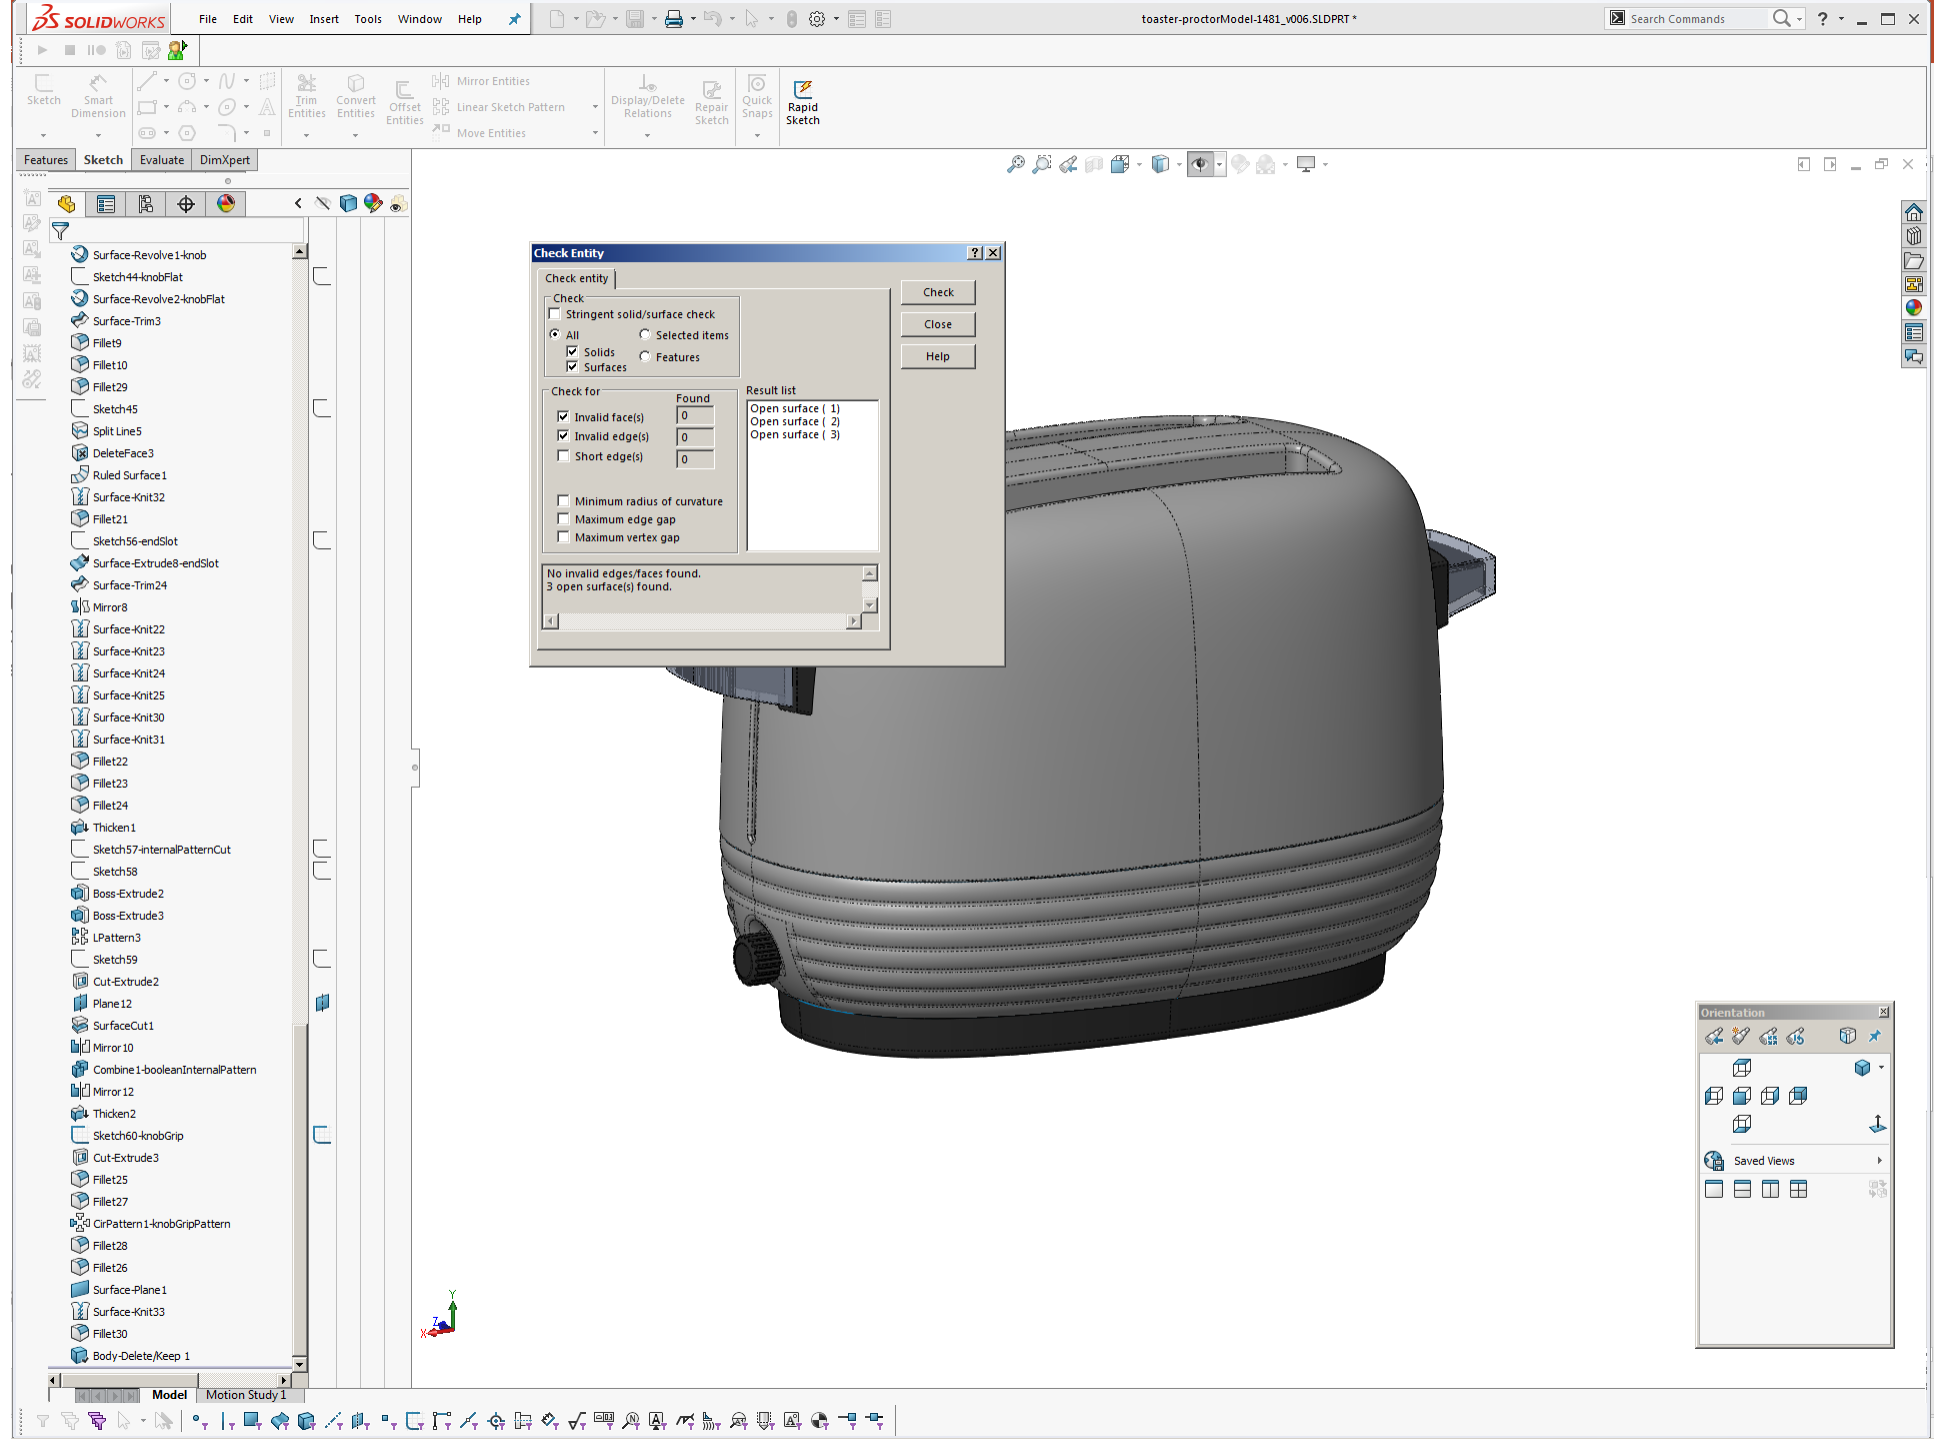 SOLIDWORKS
File Edit View Insert Tools Window Help
toaster-proctorModel-1481_v006.SLDPRT *
Search Commands
?
Sketch
Smart Dimension
Trim Entities
Convert Entities
Offset Entities
Mirror Entities
Linear Sketch Pattern
Move Entities
Display/Delete Relations
Repair Sketch
Quick Snaps
Rapid Sketch
Features Sketch Evaluate DimXpert
Surface-Revolve1-knob
Sketch44-knobFlat
Surface-Revolve2-knobFlat
Surface-Trim3
Fillet9
Fillet10
Fillet29
Sketch45
Split Line5
DeleteFace3
Ruled Surface1
Surface-Knit32
Fillet21
Sketch56-endSlot
Surface-Extrude8-endSlot
Surface-Trim24
Mirror8
Surface-Knit22
Surface-Knit23
Surface-Knit24
Surface-Knit25
Surface-Knit30
Surface-Knit31
Fillet22
Fillet23
Fillet24
Thicken1
Sketch57-internalPatternCut
Sketch58
Boss-Extrude2
Boss-Extrude3
LPattern3
Sketch59
Cut-Extrude2
Plane12
SurfaceCut1
Mirror10
Combine1-booleanInternalPattern
Mirror12
Thicken2
Sketch60-knobGrip
Cut-Extrude3
Fillet25
Fillet27
CirPattern1-knobGripPattern
Fillet28
Fillet26
Surface-Plane1
Surface-Knit33
Fillet30
Body-Delete/Keep 1
Model Motion Study 1
Check Entity
Check entity
Check
Stringent solid/surface check
All
Selected items
Solids
Features
Surfaces
Check
Close
Help
Check for
Found
Invalid face(s) 0
Invalid edge(s) 0
Short edge(s) 0
Minimum radius of curvature
Maximum edge gap
Maximum vertex gap
Result list
Open surface ( 1)
Open surface ( 2)
Open surface ( 3)
No invalid edges/faces found.
3 open surface(s) found.
Y
Z
X
Orientation
Saved Views